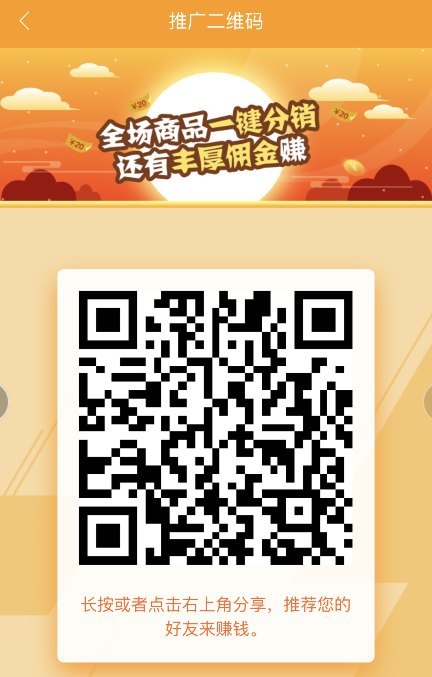 推广二维码
¥20
¥20
全场商品一键分销
¥20
还有丰厚佣金赚
长按或者点击右上角分享，推荐您的
好友来赚钱。